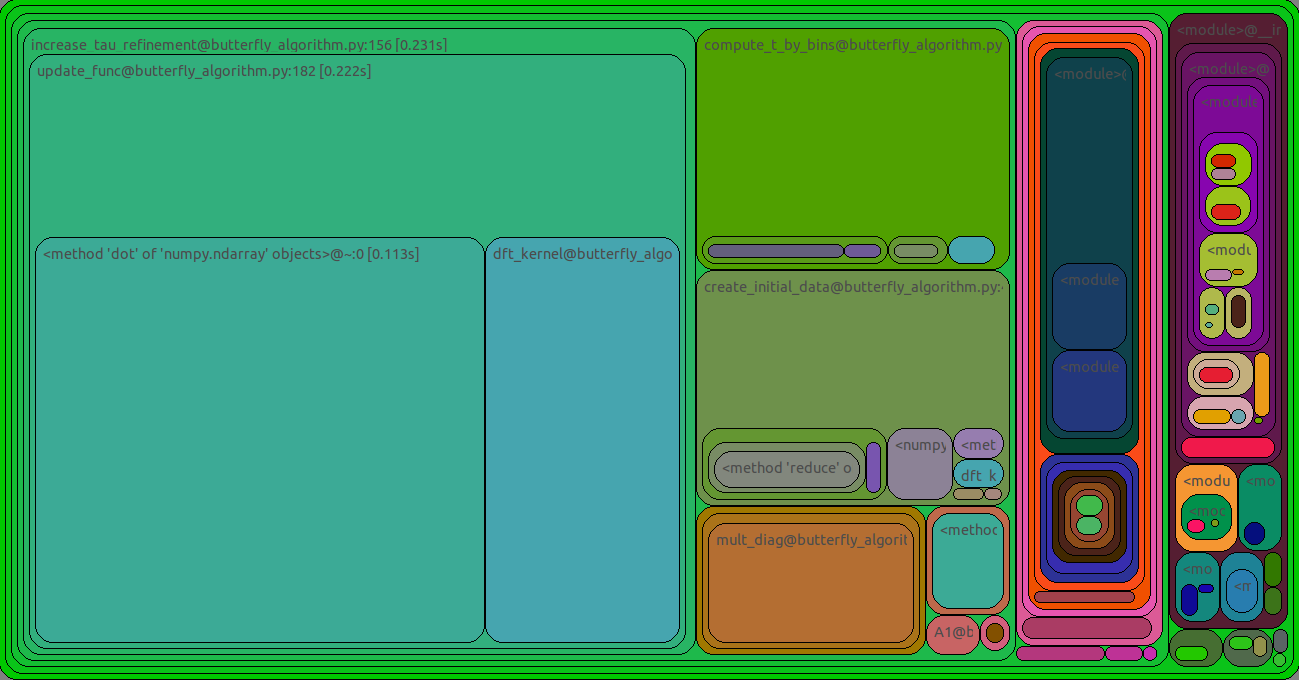 increase_tau_refinement@butterfly_algorithm.py:156 [0.231s]
update_func@butterfly_algorithm.py:182 [0.222s]
<method 'dot' of 'numpy.ndarray' objects>@~:0 [0.113s]
dft_kernel@butterfly_algo
compute_t_by_bins@butterfly_algorithm.py
create_initial_data@butterfly_algorithm.py:
<method 'reduce' o
<numpy
<met
dft_k
mult_diag@butterfly_algorit
<method
A1@b
<module>(
<module
<module
<module>@__ir
<module>@
<module
<modu
<modu
<mod
<mo
<mo
<m